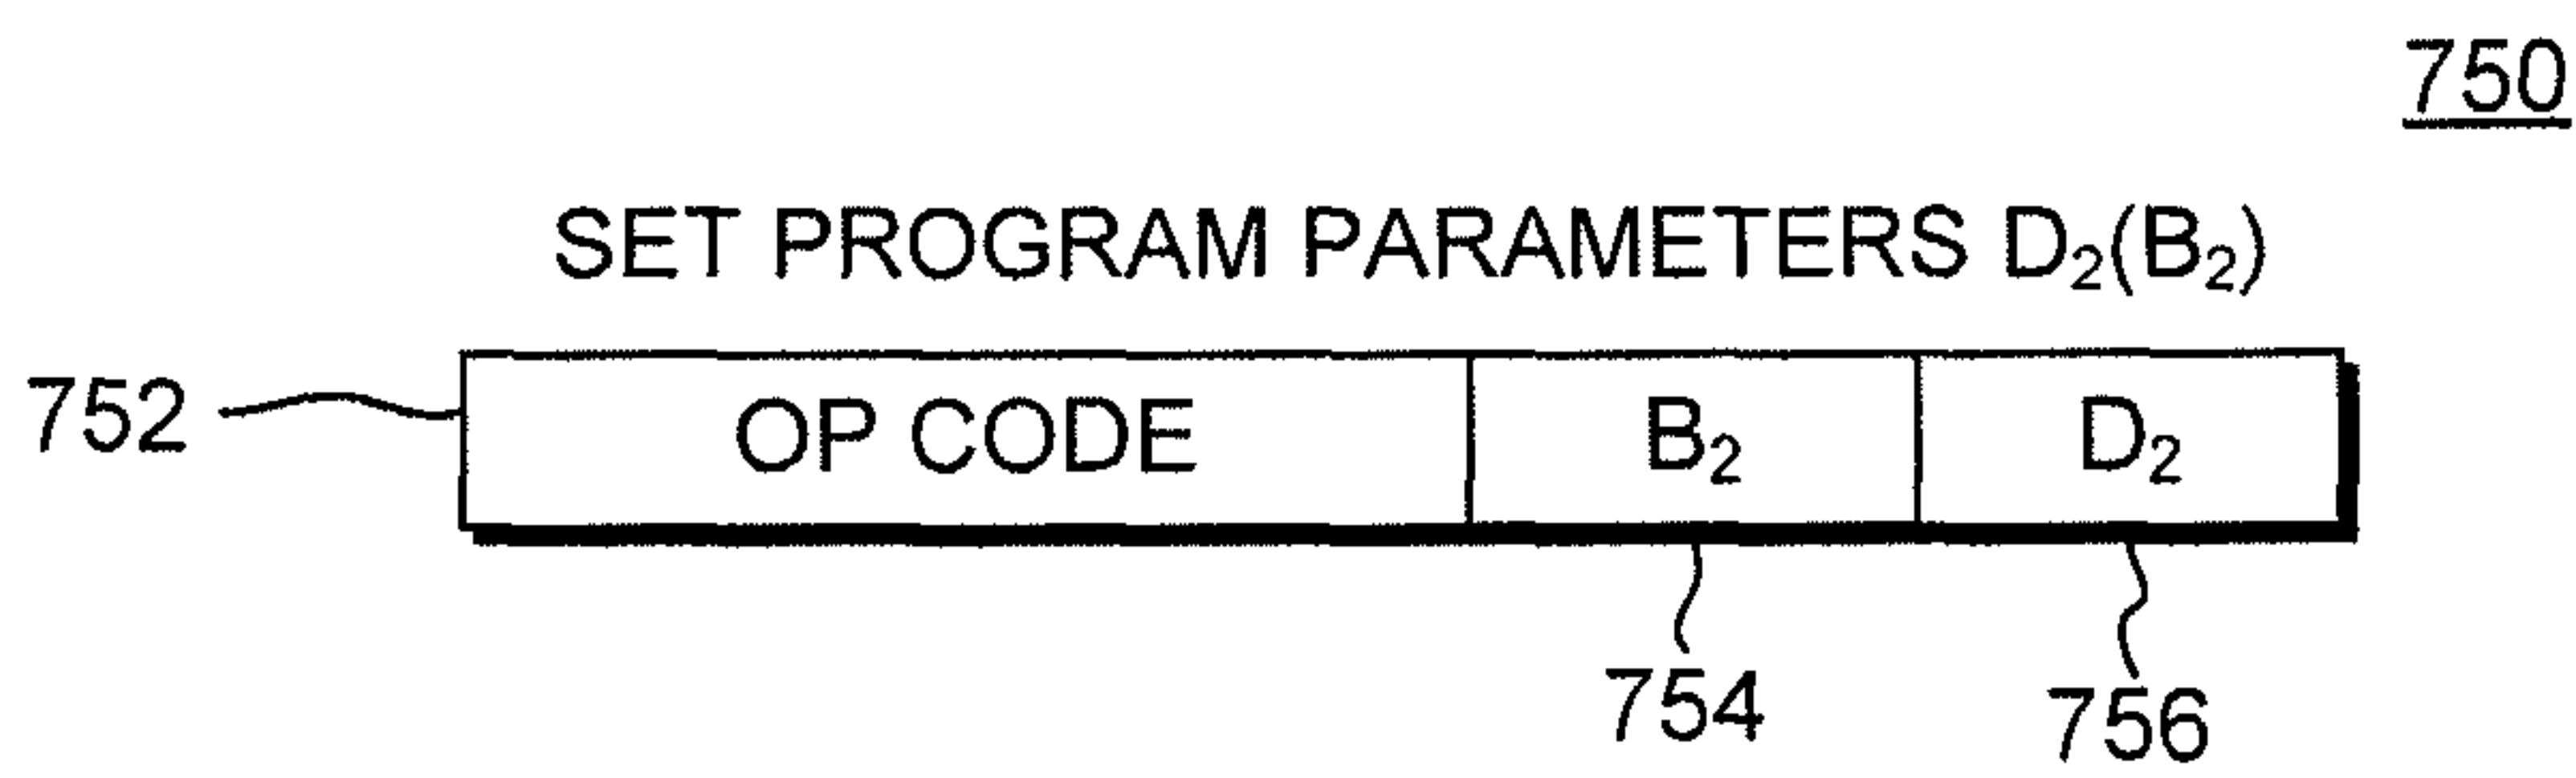 750
SET PROGRAM PARAMETERS D₂(B₂)
752 OP CODE B₂ D₂
754
756